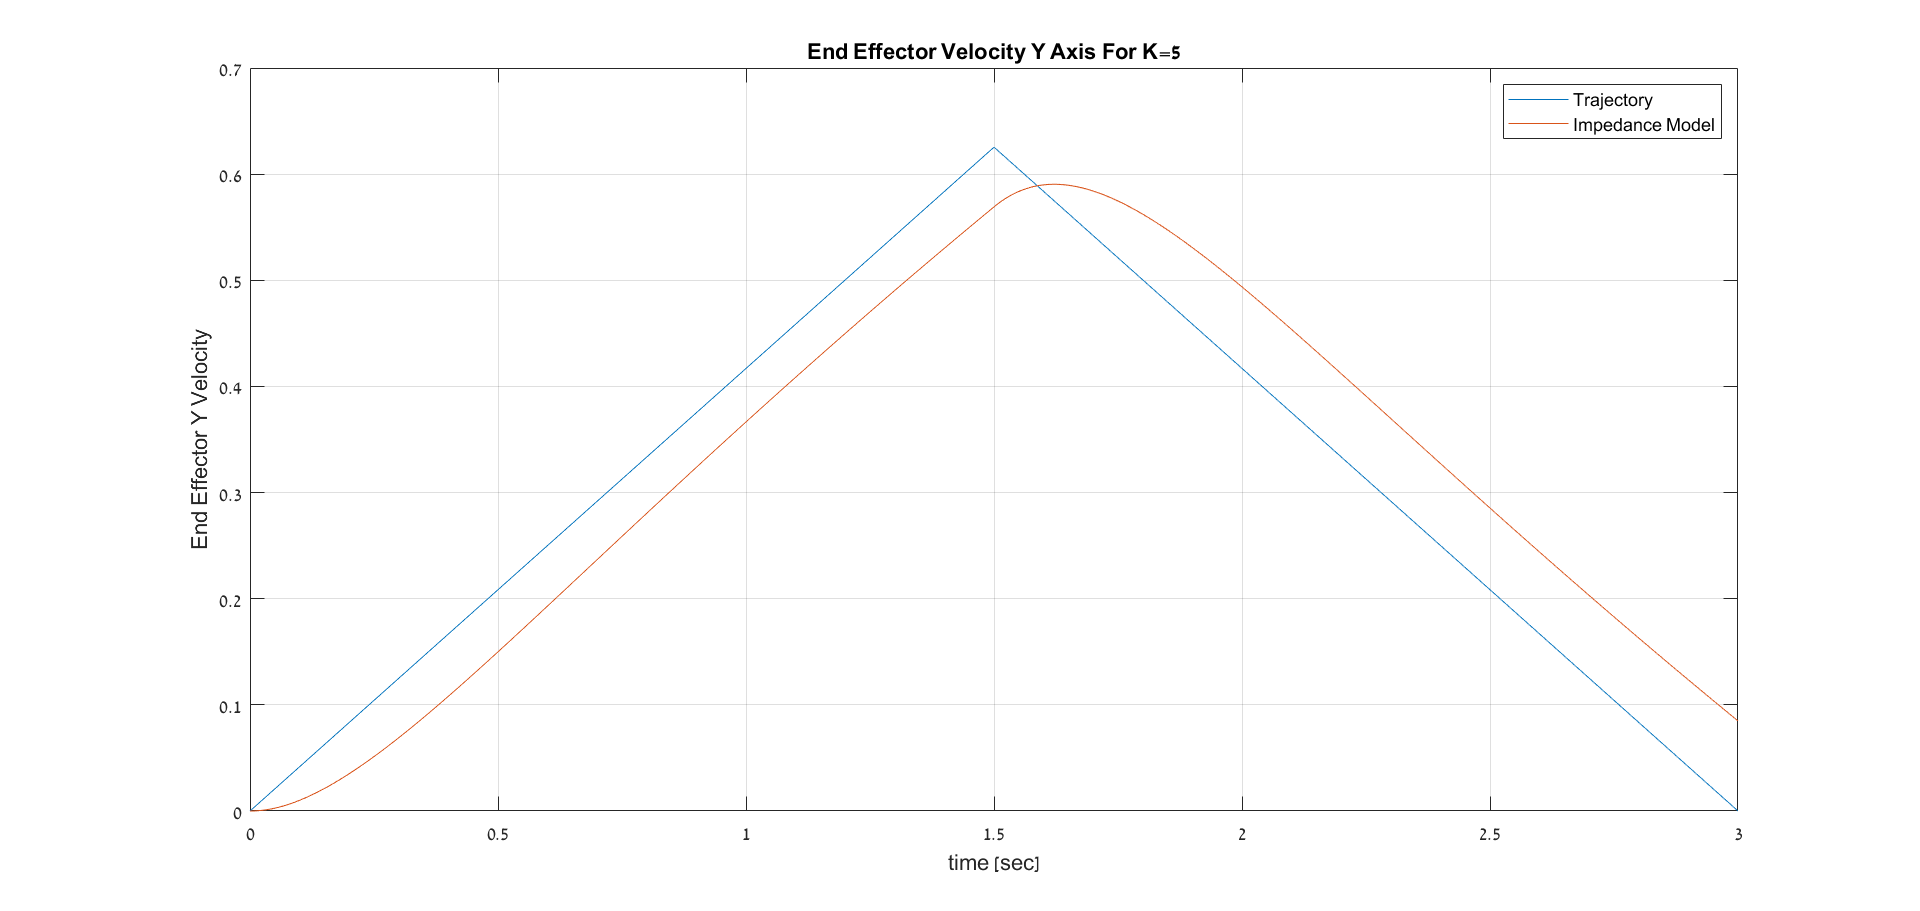 End Effector Velocity Y Axis For K=5
Trajectory
Impedance Model
End Effector Y Velocity
0.7
0.6
0.5
0.4
0.3
0.2
0.1
0
0 0.5 1 1.5 2 2.5 3
time [sec]